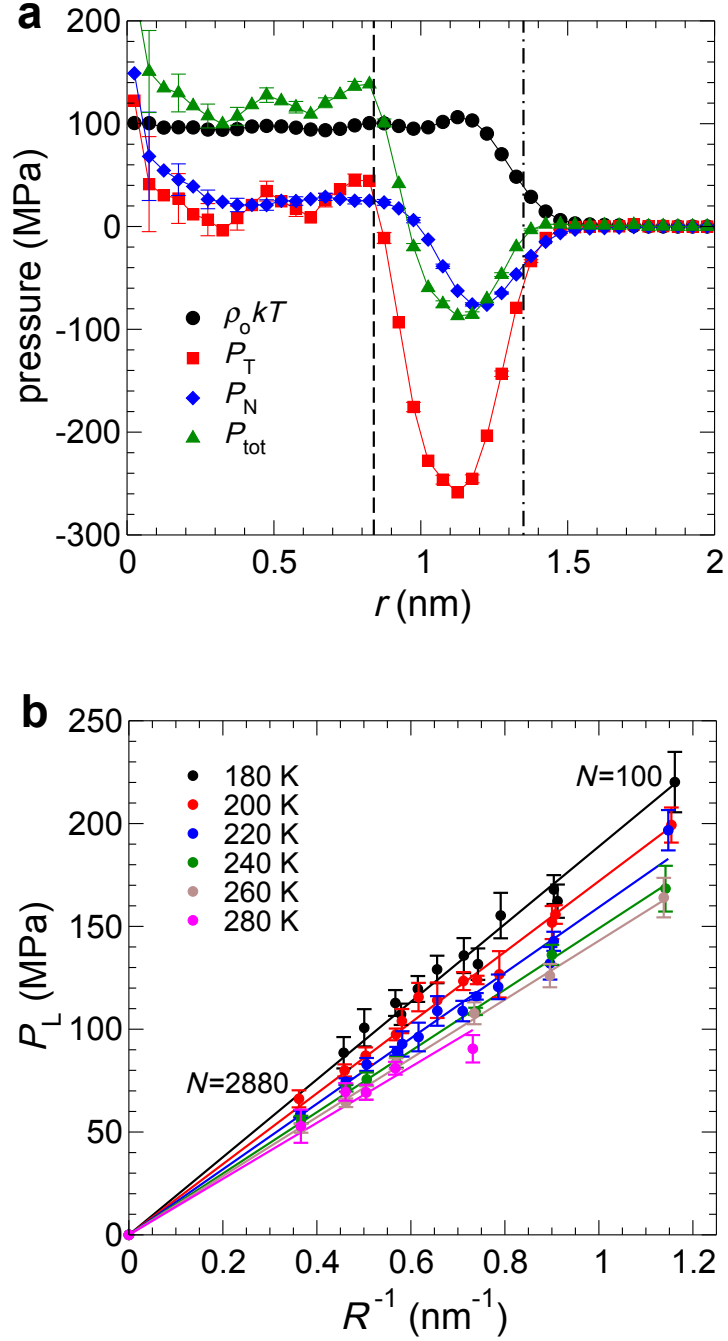 a
200
100
0
-100
-200
-300
pressure (MPa)
ρokT
PT
PN
Ptot
0 0.5 1 1.5 2
r (nm)
b
250
200
150
100
50
0
PL (MPa)
180 K
200 K
220 K
240 K
260 K
280 K
N=100
N=2880
0 0.2 0.4 0.6 0.8 1 1.2
R-1 (nm-1)